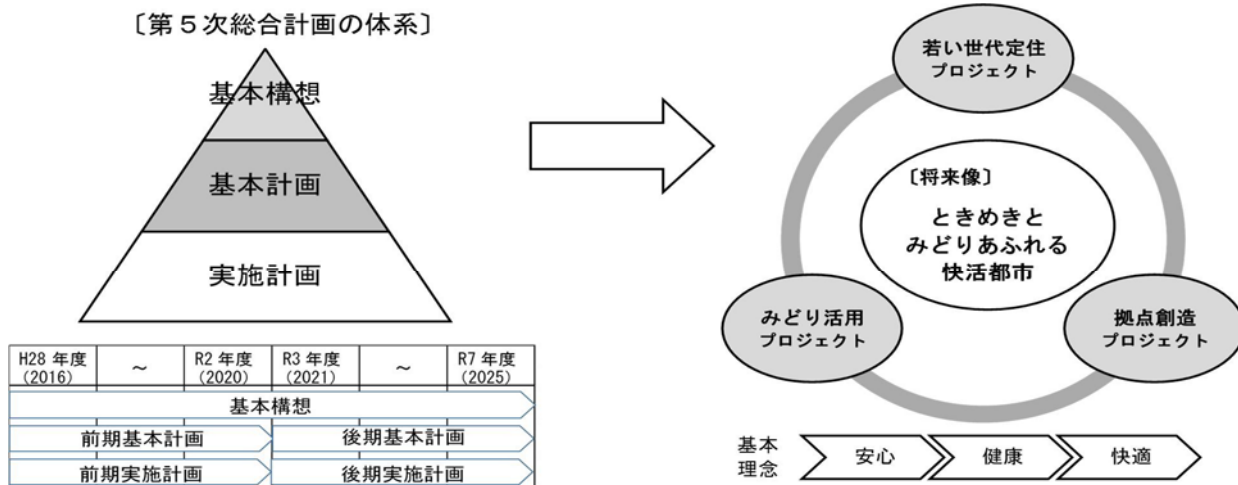 〔第５次総合計画の体系〕
基本構想
基本計画
実施計画
H28 年度
(2016)
～
R2 年度
(2020)
R3 年度
(2021)
～
R7 年度
(2025)
基本構想
前期基本計画
後期基本計画
前期実施計画
後期実施計画
若い世代定住
プロジェクト
〔将来像〕
ときめきと
みどりあふれる
快活都市
みどり活用
プロジェクト
拠点創造
プロジェクト
基本
理念
安心
健康
快適